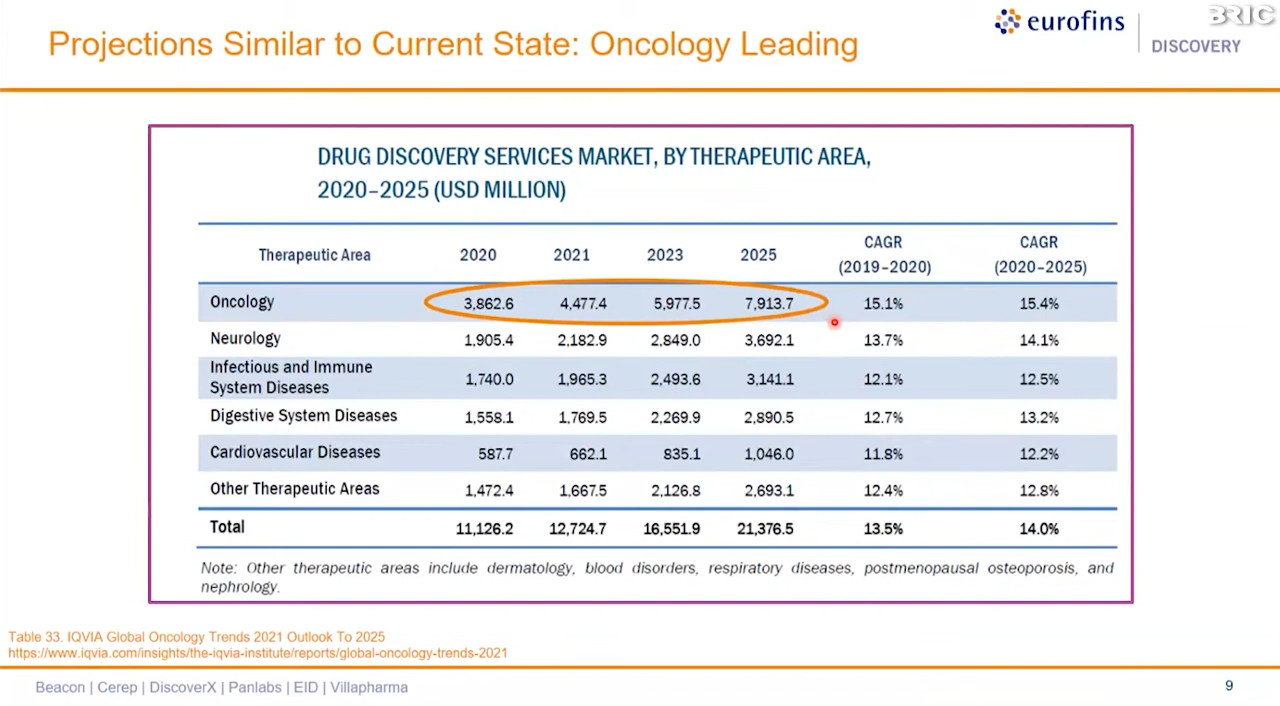 Projections Similar to Current State: Oncology Leading
eurofins
DISCOVERY
BRIC
DRUG DISCOVERY SERVICES MARKET, BY THERAPEUTIC AREA,
2020–2025 (USD MILLION)
Therapeutic Area 2020 2021 2023 2025 CAGR (2019–2020) CAGR (2020–2025)
Oncology 3,862.6 4,477.4 5,977.5 7,913.7 15.1% 15.4%
Neurology 1,905.4 2,182.9 2,849.0 3,692.1 13.7% 14.1%
Infectious and Immune
System Diseases 1,740.0 1,965.3 2,493.6 3,141.1 12.1% 12.5%
Digestive System Diseases 1,558.1 1,769.5 2,269.9 2,890.5 12.7% 13.2%
Cardiovascular Diseases 587.7 662.1 835.1 1,046.0 11.8% 12.2%
Other Therapeutic Areas 1,472.4 1,667.5 2,126.8 2,693.1 12.4% 12.8%
Total 11,126.2 12,724.7 16,551.9 21,376.5 13.5% 14.0%
Note: Other therapeutic areas include dermatology, blood disorders, respiratory diseases, postmenopausal osteoporosis, and
nephrology.
Table 33. IQVIA Global Oncology Trends 2021 Outlook To 2025
https://www.iqvia.com/insights/the-iqvia-institute/reports/global-oncology-trends-2021
Beacon | Cerep | DiscoverX | Panlabs | EID | Villapharma
9